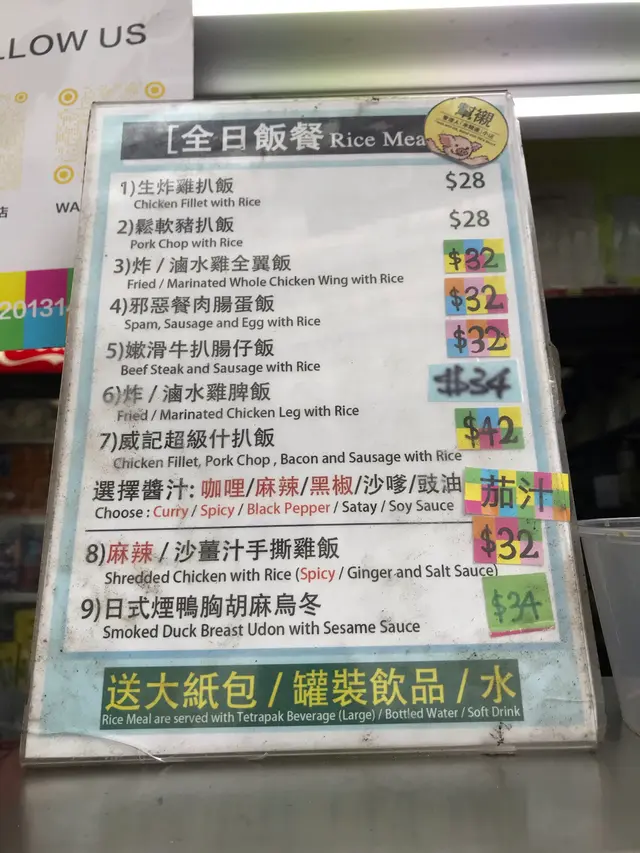 LLOW US
WA
店
20131
[全日飯餐 Rice Mea
幫襯
1)生炸雞扒飯 $28
Chicken Fillet with Rice
2)鬆軟豬扒飯 $28
Pork Chop with Rice
3)炸 / 滷水雞全翼飯 $32
Fried / Marinated Whole Chicken Wing with Rice
4)邪惡餐肉腸蛋飯 $32
Spam, Sausage and Egg with Rice
5)嫩滑牛扒腸仔飯 $32
Beef Steak and Sausage with Rice
6)炸 / 滷水雞脾飯 $34
Fried / Marinated Chicken Leg with Rice
7)威記超級什扒飯 $42
Chicken Fillet, Pork Chop , Bacon and Sausage with Rice
選擇醬汁: 咖哩/麻辣/黑椒/沙嗲/豉油 茄汁
Choose : Curry / Spicy / Black Pepper / Satay / Soy Sauce
8)麻辣 / 沙薑汁手撕雞飯 $32
Shredded Chicken with Rice (Spicy / Ginger and Salt Sauce)
9)日式煙鴨胸胡麻烏冬 $34
Smoked Duck Breast Udon with Sesame Sauce
送大紙包 / 罐裝飲品 / 水
Rice Meal are served with Tetrapak Beverage (Large) / Bottled Water / Soft Drink